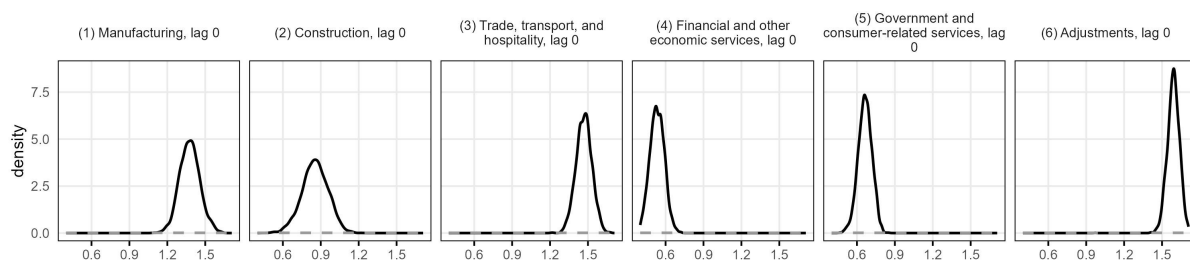 (1) Manufacturing, lag 0
(2) Construction, lag 0
(3) Trade, transport, and
hospitality, lag 0
(4) Financial and other
economic services, lag 0
(5) Government and
consumer-related services, lag
0
(6) Adjustments, lag 0
density
7.5
5.0
2.5
0.0
0.6 0.9 1.2 1.5
0.6 0.9 1.2 1.5
0.6 0.9 1.2 1.5
0.6 0.9 1.2 1.5
0.6 0.9 1.2 1.5
0.6 0.9 1.2 1.5